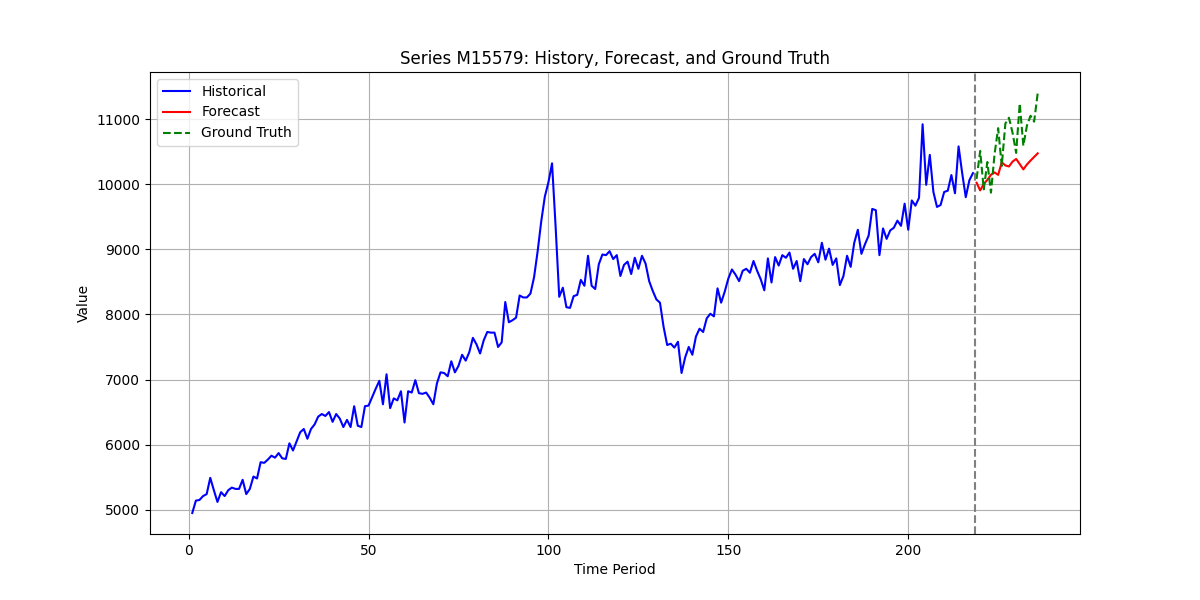 Series M15579: History, Forecast, and Ground Truth
Historical
Forecast
Ground Truth
11000
10000
9000
8000
7000
6000
5000
Value
0
50
100
150
200
Time Period